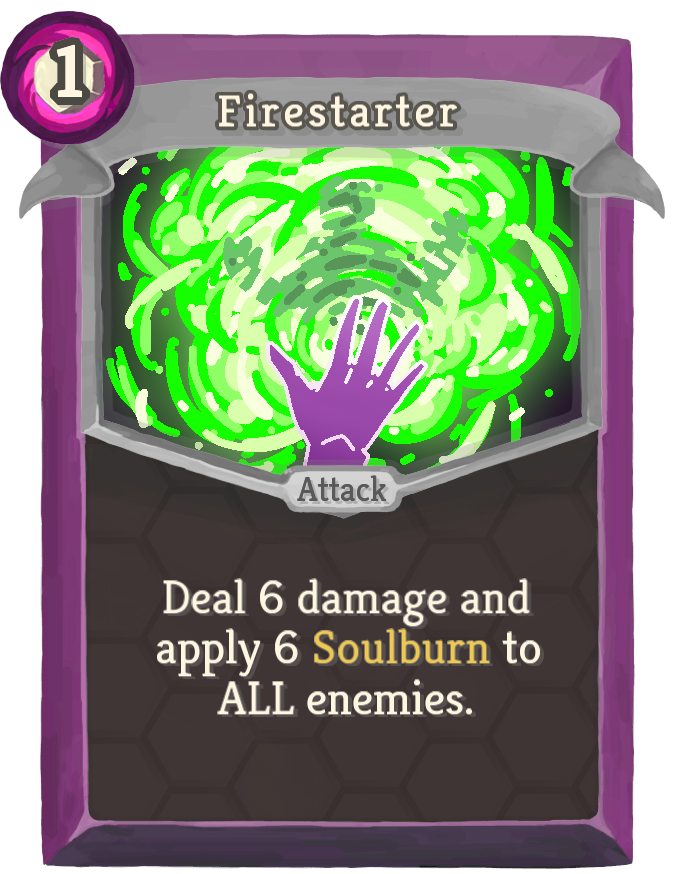 1
Firestarter
Attack
Deal 6 damage and
apply 6 Soulburn to
ALL enemies.